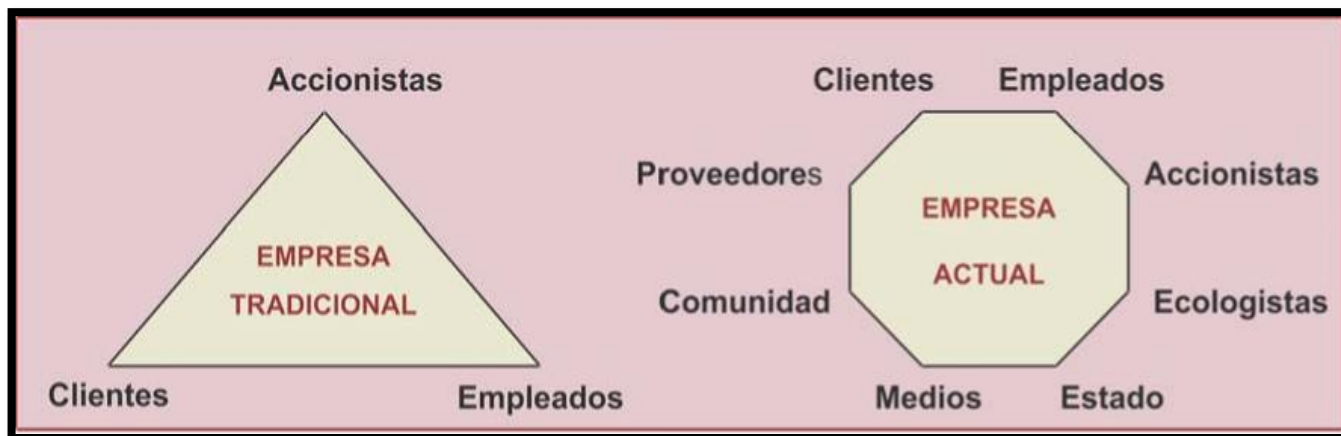 Accionistas
EMPRESA
TRADICIONAL
Clientes
Empleados
Clientes
Empleados
Proveedores
Accionistas
EMPRESA
ACTUAL
Comunidad
Ecologistas
Medios
Estado